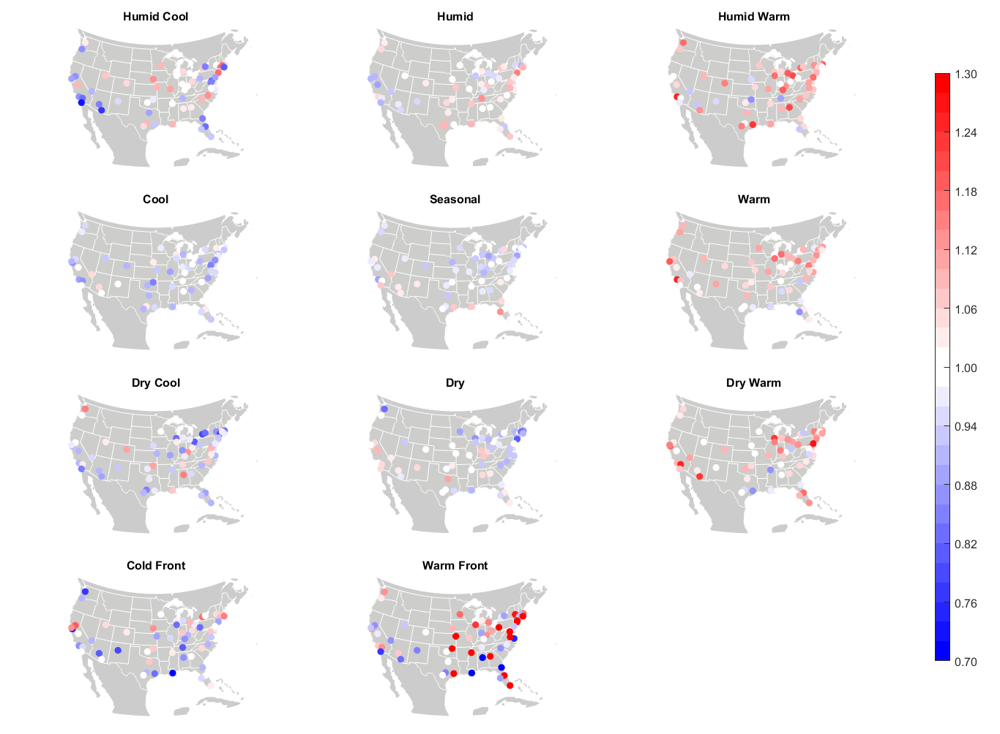 Humid Cool
Humid
Humid Warm
Cool
Seasonal
Warm
Dry Cool
Dry
Dry Warm
Cold Front
Warm Front
1.30
1.24
1.18
1.12
1.06
1.00
0.94
0.88
0.82
0.76
0.70